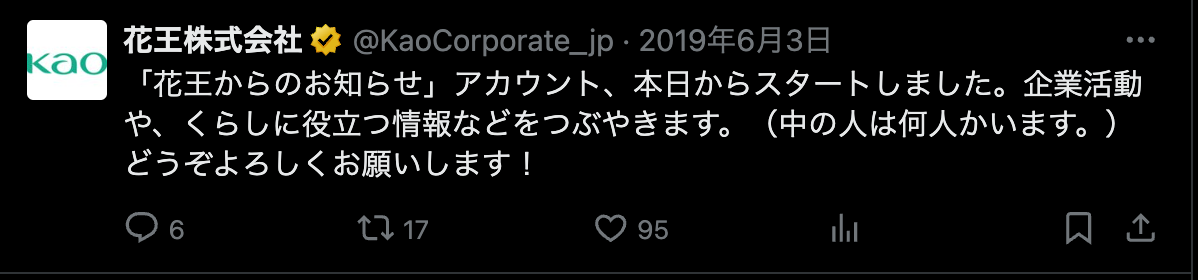 kao
花王株式会社 @KaoCorporate_jp · 2019年6月3日
「花王からのお知らせ」アカウント、本日からスタートしました。企業活動
や、くらしに役立つ情報などをつぶやきます。（中の人は何人かいます。）
どうぞよろしくお願いします！
6 17 95